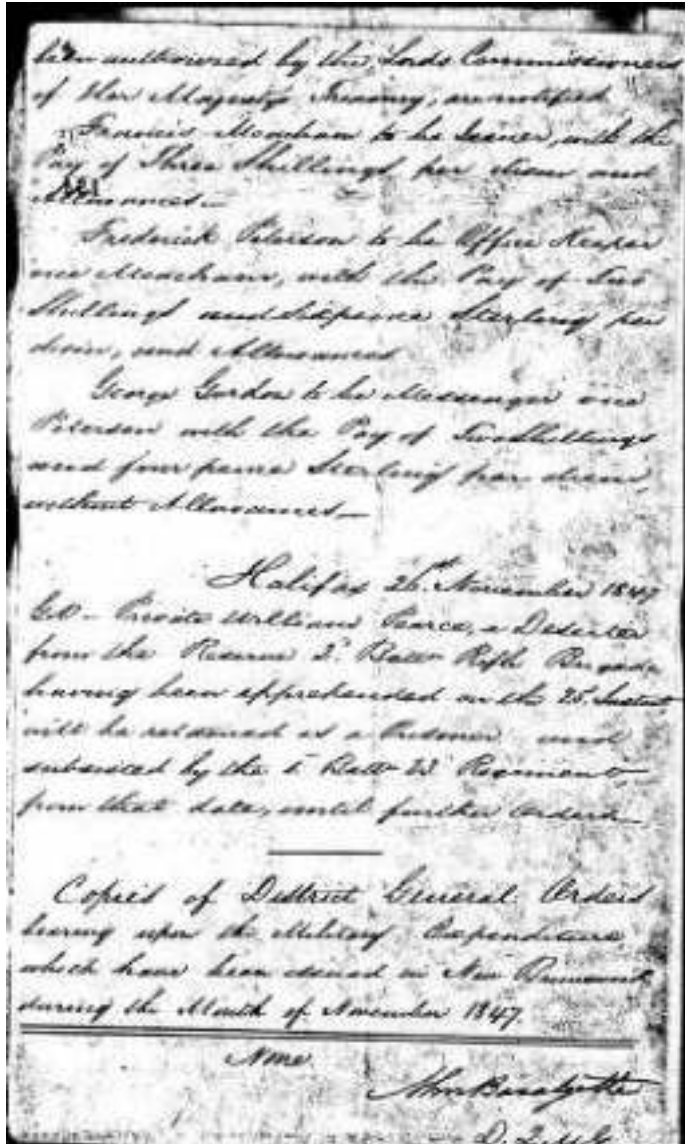 been authorized by the Lords Commissioners
of Her Majesty's Treasury, are notified
Francis Meacham to be Issuer, with the
Pay of Three Shillings per diem and
Allowances—
Frederick Peterson to be Office Keeper
vice Meacham, with the Pay of Two
Shillings and Sixpence Sterling per
diem, and Allowances
George Gordon to be Messenger vice
Peterson with the Pay of Two Shillings
and four pence Sterling per diem,
without Allowances—
Halifax 26th November 1847
G.O— Private William Pearce, a Deserter
from the Reserve 2d Battn Rifle Brigade
having been apprehended on the 25 Instant
will be retained as a Prisoner and
subsisted by the 1 Battn 23 Regiment,
from that date, until further orders—
Copies of District General Orders
bearing upon the Military Expenditure
which have been issued in New Brunswick
during the Month of November 1847.
None